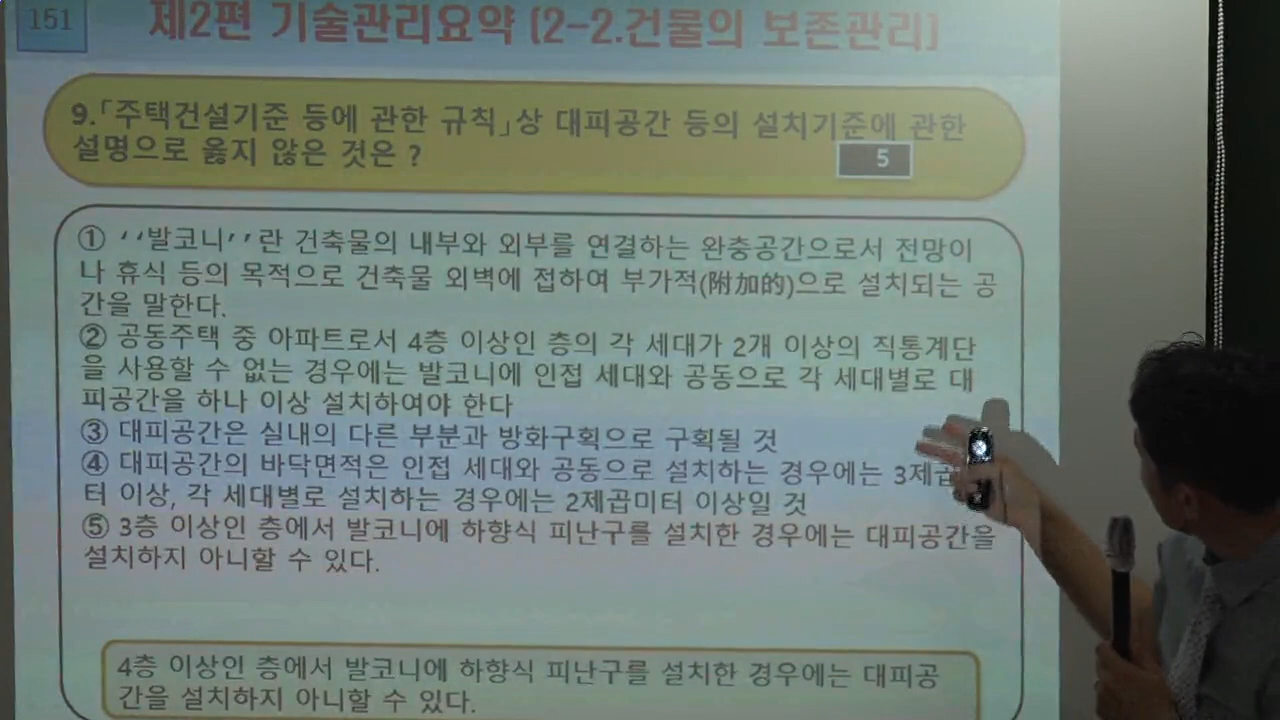 151
제2편 기술관리요약 [2-2.건물의 보존관리]
9.「주택건설기준 등에 관한 규칙」상 대피공간 등의 설치기준에 관한
설명으로 옳지 않은 것은 ?
5
① ‘‘발코니’’란 건축물의 내부와 외부를 연결하는 완충공간으로서 전망이
나 휴식 등의 목적으로 건축물 외벽에 접하여 부가적(附加的)으로 설치되는 공
간을 말한다.
② 공동주택 중 아파트로서 4층 이상인 층의 각 세대가 2개 이상의 직통계단
을 사용할 수 없는 경우에는 발코니에 인접 세대와 공동으로 각 세대별로 대
피공간을 하나 이상 설치하여야 한다
③ 대피공간은 실내의 다른 부분과 방화구획으로 구획될 것
④ 대피공간의 바닥면적은 인접 세대와 공동으로 설치하는 경우에는 3제곱
터 이상, 각 세대별로 설치하는 경우에는 2제곱미터 이상일 것
⑤ 3층 이상인 층에서 발코니에 하향식 피난구를 설치한 경우에는 대피공간을
설치하지 아니할 수 있다.
4층 이상인 층에서 발코니에 하향식 피난구를 설치한 경우에는 대피공
간을 설치하지 아니할 수 있다.